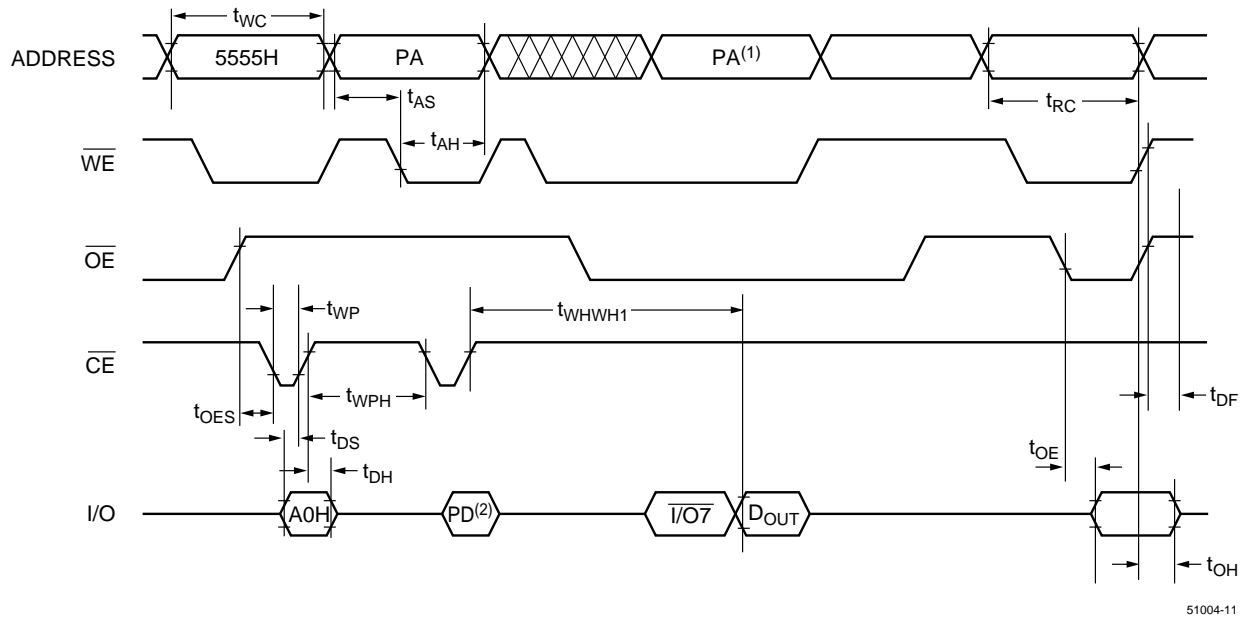 tWC
ADDRESS 5555H PA PA(1)
tAS tRC
tAH
WE
OE
tWP tWHWH1
CE
tWPH
tOES tDF
tDS
tOE
tDH
I/O A0H PD(2) I/O7 DOUT
tOH
51004-11